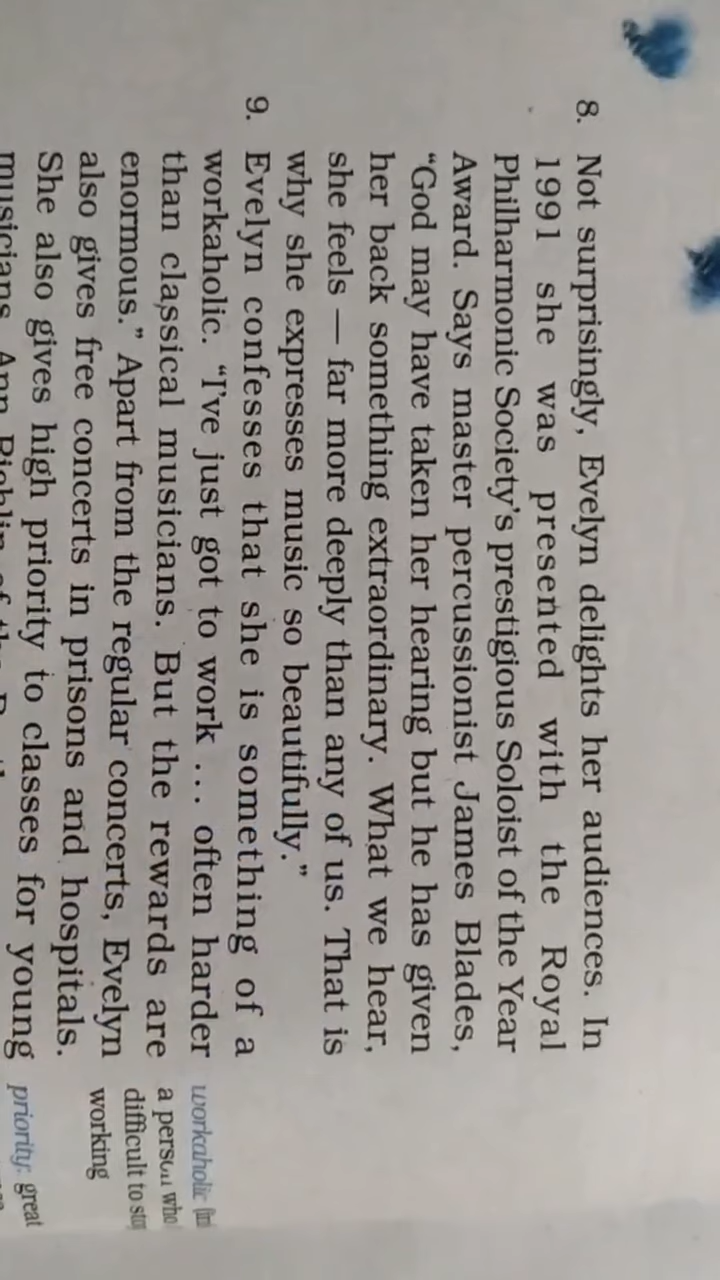 8. Not surprisingly, Evelyn delights her audiences. In
1991 she was presented with the Royal
Philharmonic Society's prestigious Soloist of the Year
Award. Says master percussionist James Blades,
“God may have taken her hearing but he has given
her back something extraordinary. What we hear,
she feels — far more deeply than any of us. That is
why she expresses music so beautifully.”
9. Evelyn confesses that she is something of a
workaholic. “I've just got to work ... often harder
than classical musicians. But the rewards are
enormous.” Apart from the regular concerts, Evelyn
also gives free concerts in prisons and hospitals.
She also gives high priority to classes for young
musicians. Ann
workaholic
a person who
difficult to
working
priority: great